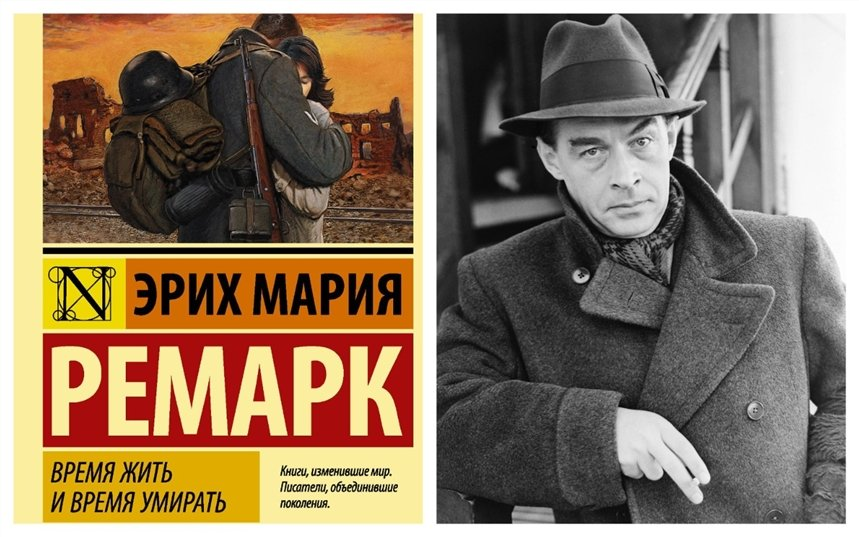 N
ЭРИХ МАРИЯ
РЕМАРК
ВРЕМЯ ЖИТЬ
И ВРЕМЯ УМИРАТЬ
Книги, изменившие мир.
Писатели, объединившие
поколения.